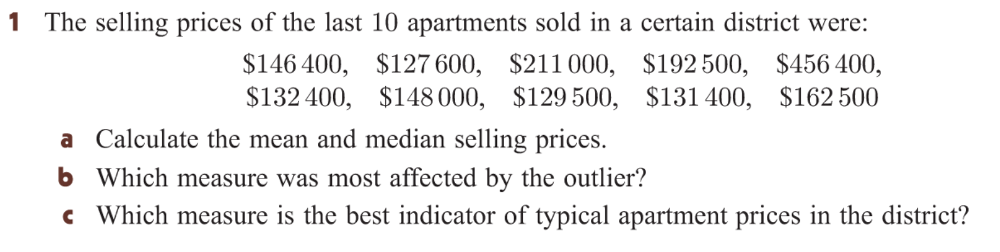 1 The selling prices of the last 10 apartments sold in a certain district were:
$146 400, $127 600, $211 000, $192 500, $456 400,
$132 400, $148 000, $129 500, $131 400, $162 500
a Calculate the mean and median selling prices.
b Which measure was most affected by the outlier?
c Which measure is the best indicator of typical apartment prices in the district?